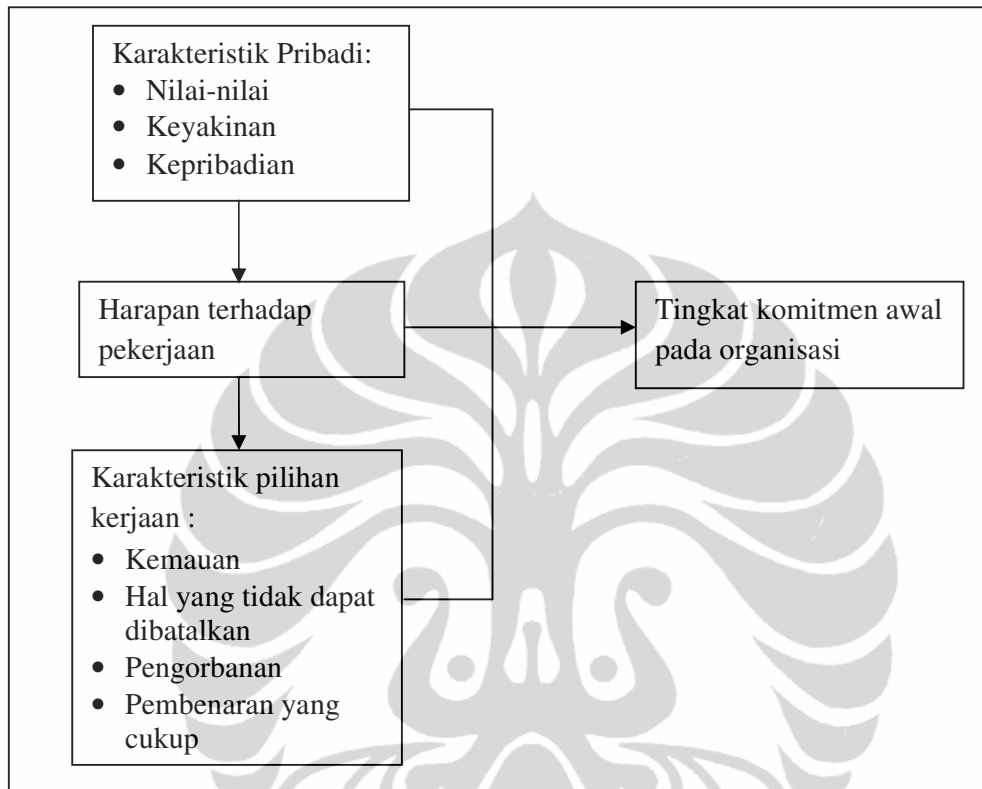 Karakteristik Pribadi:
• Nilai-nilai
• Keyakinan
• Kepribadian
Harapan terhadap
pekerjaan
Tingkat komitmen awal
pada organisasi
Karakteristik pilihan
kerjaan :
• Kemauan
• Hal yang tidak dapat
dibatalkan
• Pengorbanan
• Pembenaran yang
cukup